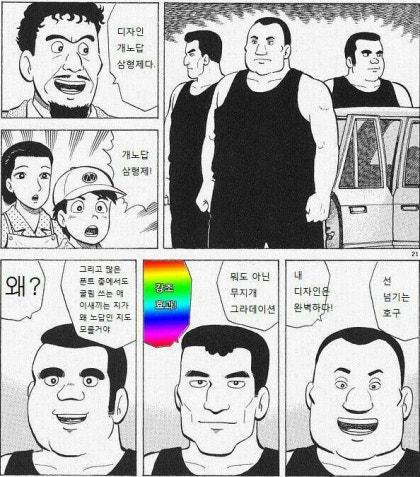 디자인
개노답
삼형제다.
개노답
삼형제!
21
왜?
그리고 많은
폰트 중에서도
굴림 쓰는 애
이새끼는 지가
왜 노답인 지도
모를거야
강조
효과!
뭐도 아닌
무지개
그라데이션
내
디자인은
완벽하다!
선
넘기는
호구